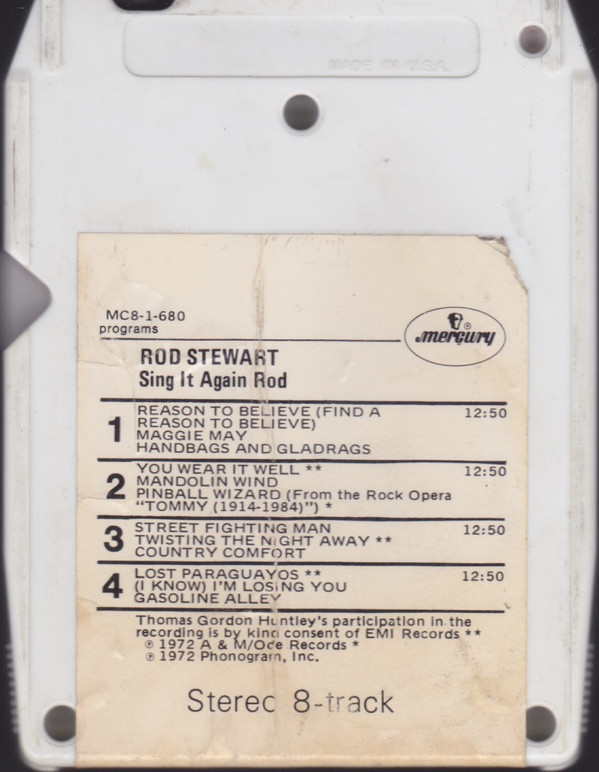 MADE IN U.S.A.
MC8-1-680
programs
mercury ®
ROD STEWART
Sing It Again Rod
1 REASON TO BELIEVE (FIND A 12:50
REASON TO BELIEVE)
MAGGIE MAY
HANDBAGS AND GLADRAGS
2 YOU WEAR IT WELL ** 12:50
MANDOLIN WIND
PINBALL WIZARD (From the Rock Opera
"TOMMY (1914-1984)") *
3 STREET FIGHTING MAN 12:50
TWISTING THE NIGHT AWAY **
COUNTRY COMFORT
4 LOST PARAGUAYOS ** 12:50
(I KNOW) I'M LOSING YOU
GASOLINE ALLEY
Thomas Gordon Huntley's participation in the
recording is by kind consent of EMI Records **
℗ 1972 A & M/Ode Records *
℗ 1972 Phonogram, Inc.
Stereo 8-track